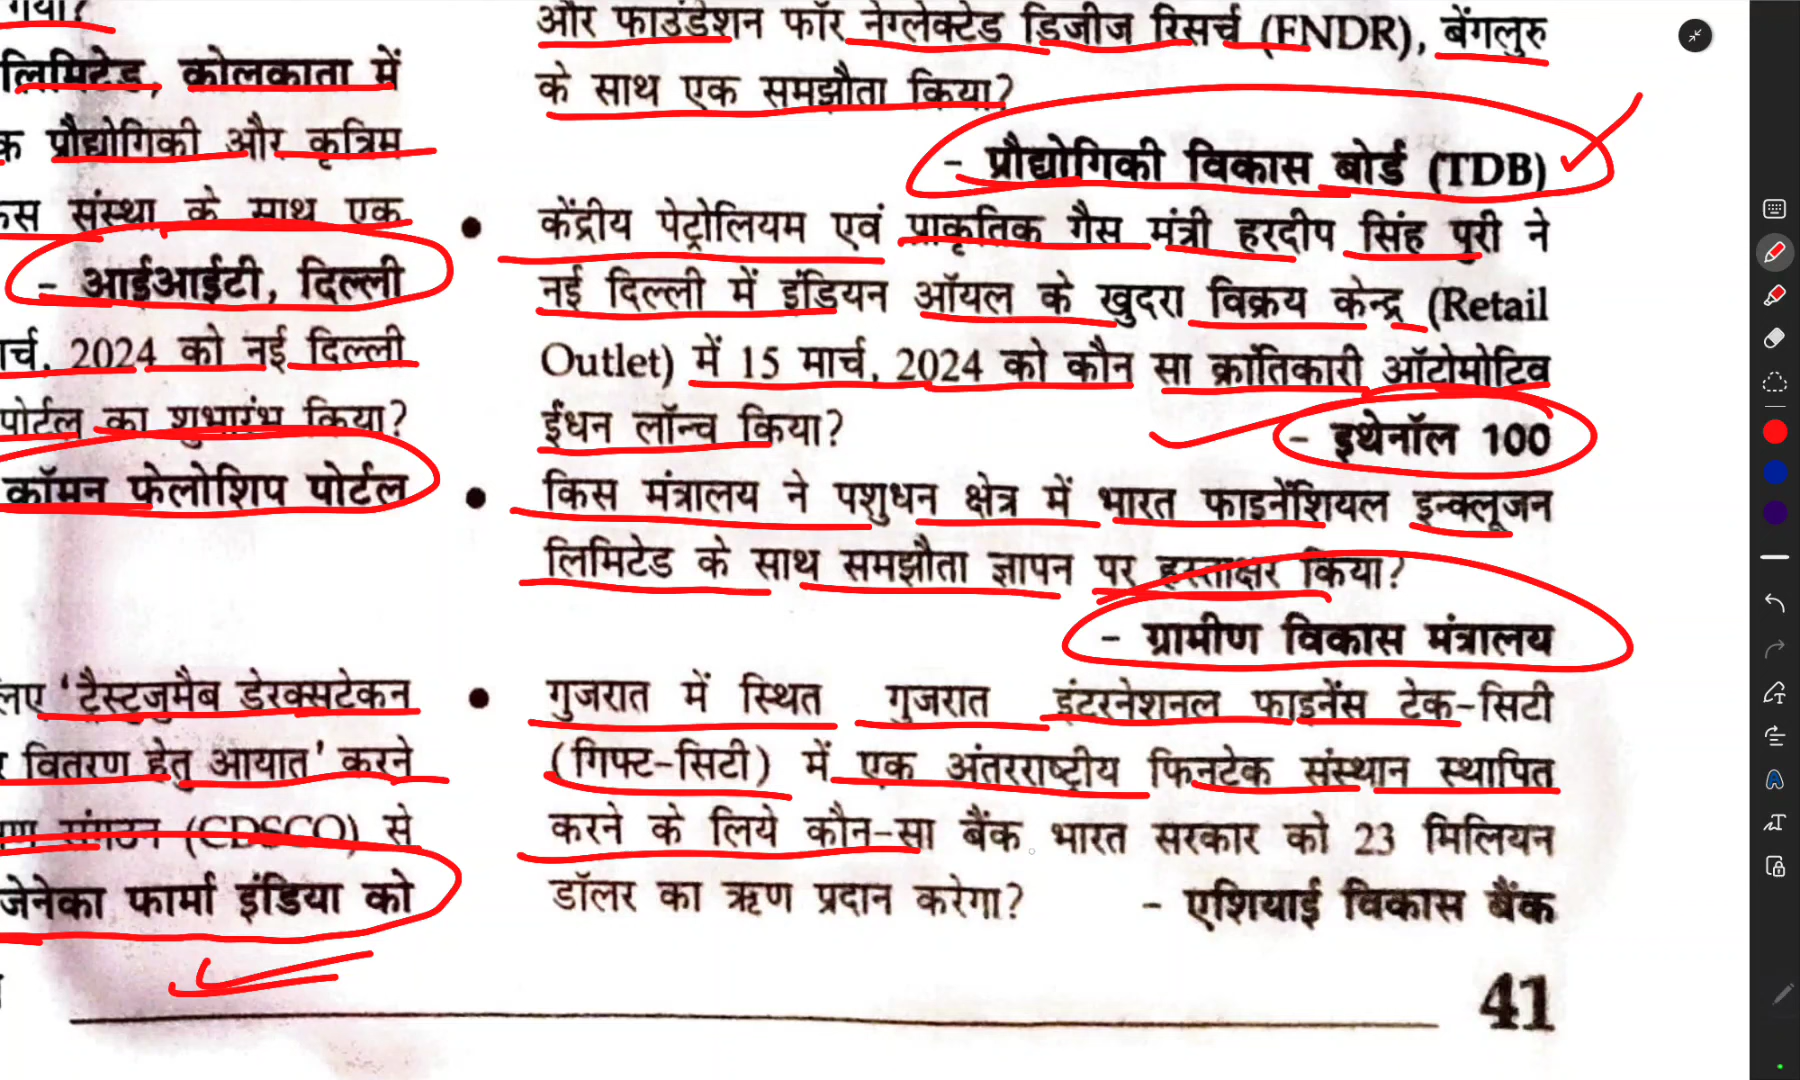 गया?
लिमिटेड, कोलकाता में
क प्रौद्योगिकी और कृत्रिम
संस्था के साथ एक
- आईआईटी, दिल्ली
मार्च, 2024 को नई दिल्ली
पोर्टल का शुभारंभ किया?
कॉमन फेलोशिप पोर्टल
लिए 'ट्रैस्टुजुमैब डेरक्सटेकन
वितरण हेतु आयात' करने
संगठन (CDSCO) से
जेनेका फार्मा इंडिया को
और फाउंडेशन फॉर नेग्लेक्टेड डिजीज रिसर्च (FNDR), बेंगलुरु
के साथ एक समझौता किया?
- प्रौद्योगिकी विकास बोर्ड (TDB)
• केंद्रीय पेट्रोलियम एवं प्राकृतिक गैस मंत्री हरदीप सिंह पुरी ने
नई दिल्ली में इंडियन ऑयल के खुदरा विक्रय केन्द्र (Retail
Outlet) में 15 मार्च, 2024 को कौन सा क्रांतिकारी ऑटोमोटिव
ईंधन लॉन्च किया?
- इथेनॉल 100
• किस मंत्रालय ने पशुधन क्षेत्र में भारत फाइनेंशियल इन्क्लूजन
लिमिटेड के साथ समझौता ज्ञापन पर हस्ताक्षर किया?
- ग्रामीण विकास मंत्रालय
• गुजरात में स्थित गुजरात इंटरनेशनल फाइनेंस टेक-सिटी
(गिफ्ट-सिटी) में एक अंतरराष्ट्रीय फिनटेक संस्थान स्थापित
करने के लिये कौन-सा बैंक भारत सरकार को 23 मिलियन
डॉलर का ऋण प्रदान करेगा? - एशियाई विकास बैंक
41